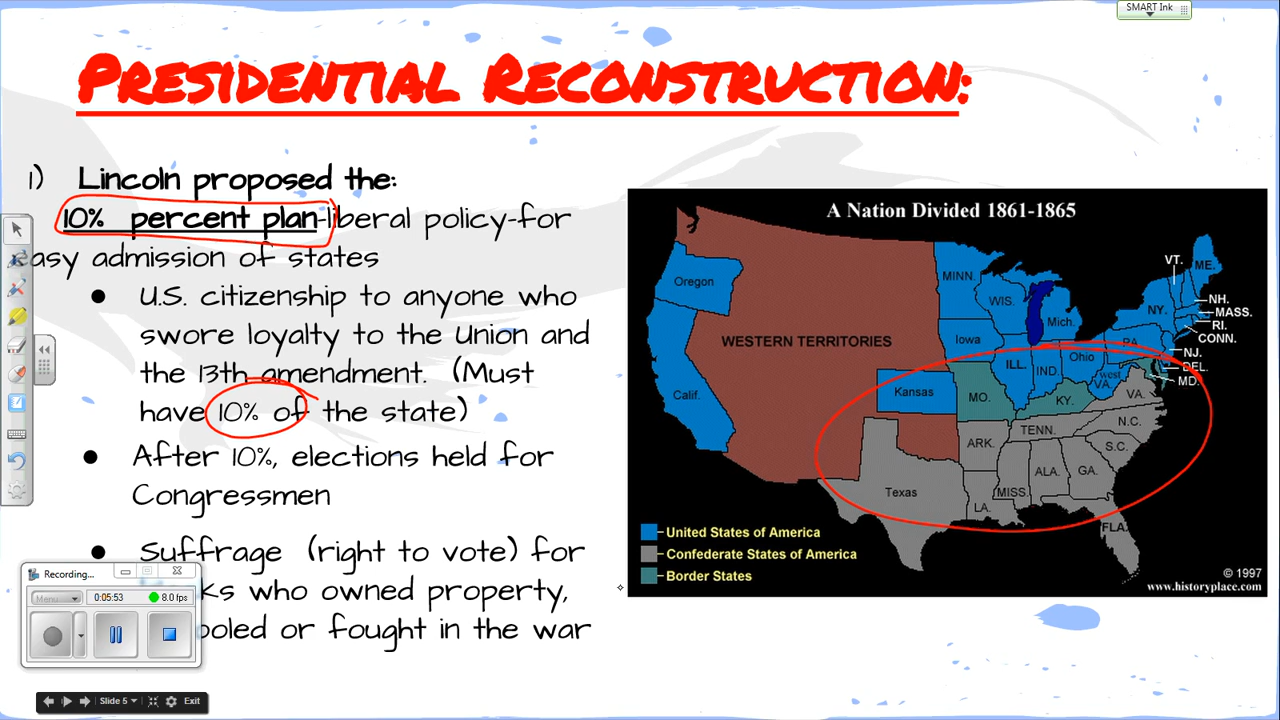 SMART Ink
PRESIDENTIAL RECONSTRUCTION:
1) Lincoln proposed the:
10% percent plan-liberal policy-for
easy admission of states
● U.S. citizenship to anyone who
swore loyalty to the Union and
the 13th amendment. (Must
have 10% of the state)
● After 10%, elections held for
Congressmen
● Suffrage (right to vote) for
who owned property,
or fought in the war
A Nation Divided 1861-1865
Oregon
Calif.
WESTERN TERRITORIES
MINN.
WIS.
Mich.
Iowa
ILL.
IND.
Ohio
PA.
NY.
VT.
ME.
NH.
MASS.
RI.
CONN.
NJ.
DEL.
MD.
West
VA.
VA.
Kansas
MO.
KY.
N.C.
TENN.
S.C.
ARK.
GA.
ALA.
MISS.
LA.
Texas
FLA.
United States of America
Confederate States of America
Border States
© 1997
www.historyplace.com
Recording...
Menu
0:05:53
8.0 fps
Slide 5
Exit